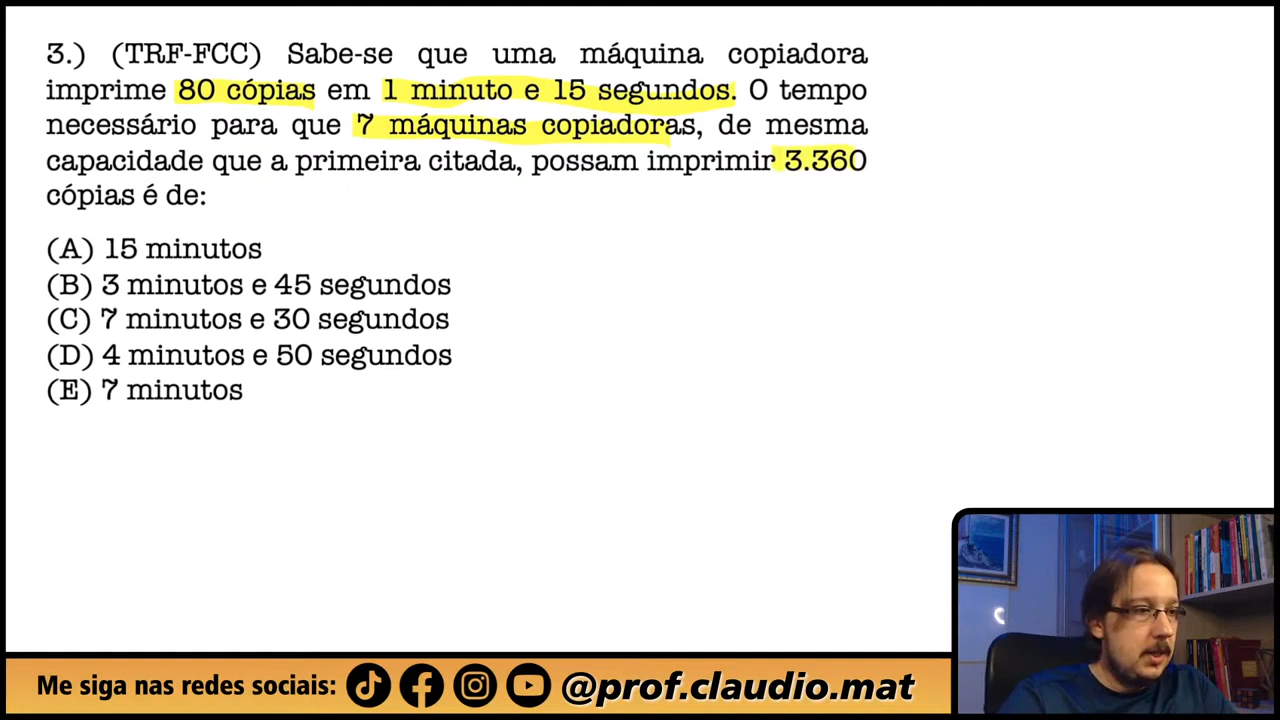 3.) (TRF-FCC) Sabe-se que uma máquina copiadora
imprime 80 cópias em 1 minuto e 15 segundos. O tempo
necessário para que 7 máquinas copiadoras, de mesma
capacidade que a primeira citada, possam imprimir 3.360
cópias é de:
(A) 15 minutos
(B) 3 minutos e 45 segundos
(C) 7 minutos e 30 segundos
(D) 4 minutos e 50 segundos
(E) 7 minutos
Me siga nas redes sociais: @prof.claudio.mat